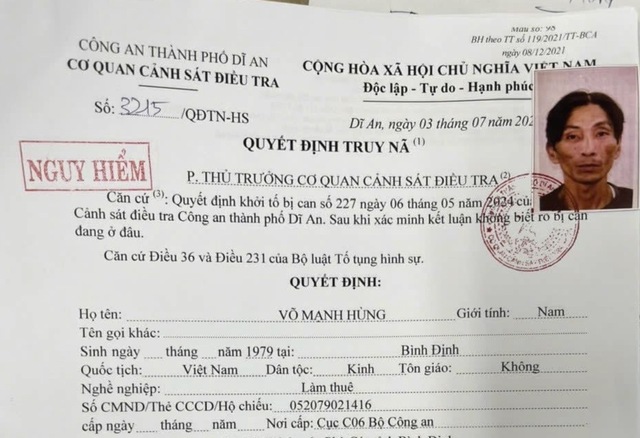 Mẫu số: 96
BH theo TT số 119/2021/TT-BCA
ngày 08/12/2021
CÔNG AN THÀNH PHỐ DĨ AN
CƠ QUAN CẢNH SÁT ĐIỀU TRA
CỘNG HÒA XÃ HỘI CHỦ NGHĨA VIỆT NAM
Độc lập - Tự do - Hạnh phúc
Số: 3215 /QĐTN-HS
Dĩ An, ngày 03 tháng 07 năm 202
QUYẾT ĐỊNH TRUY NÃ (1)
NGUY HIỂM
P. THỦ TRƯỞNG CƠ QUAN CẢNH SÁT ĐIỀU TRA (2)
Căn cứ (3): Quyết định khởi tố bị can số 227 ngày 06 tháng 05 năm 2024 của
Cảnh sát điều tra Công an thành phố Dĩ An. Sau khi xác minh kết luận không biết rõ bị can
đang ở đâu.
Căn cứ Điều 36 và Điều 231 của Bộ luật Tố tụng hình sự.
QUYẾT ĐỊNH:
Họ tên: VÕ MẠNH HÙNG Giới tính: Nam
Tên gọi khác:
Sinh ngày tháng năm 1979 tại: Bình Định
Quốc tịch: Việt Nam Dân tộc: Kinh Tôn giáo: Không
Nghề nghiệp: Làm thuê
Số CMND/Thẻ CCCD/Hộ chiếu: 052079021416
cấp ngày tháng năm Nơi cấp: Cục C06 Bộ Công an